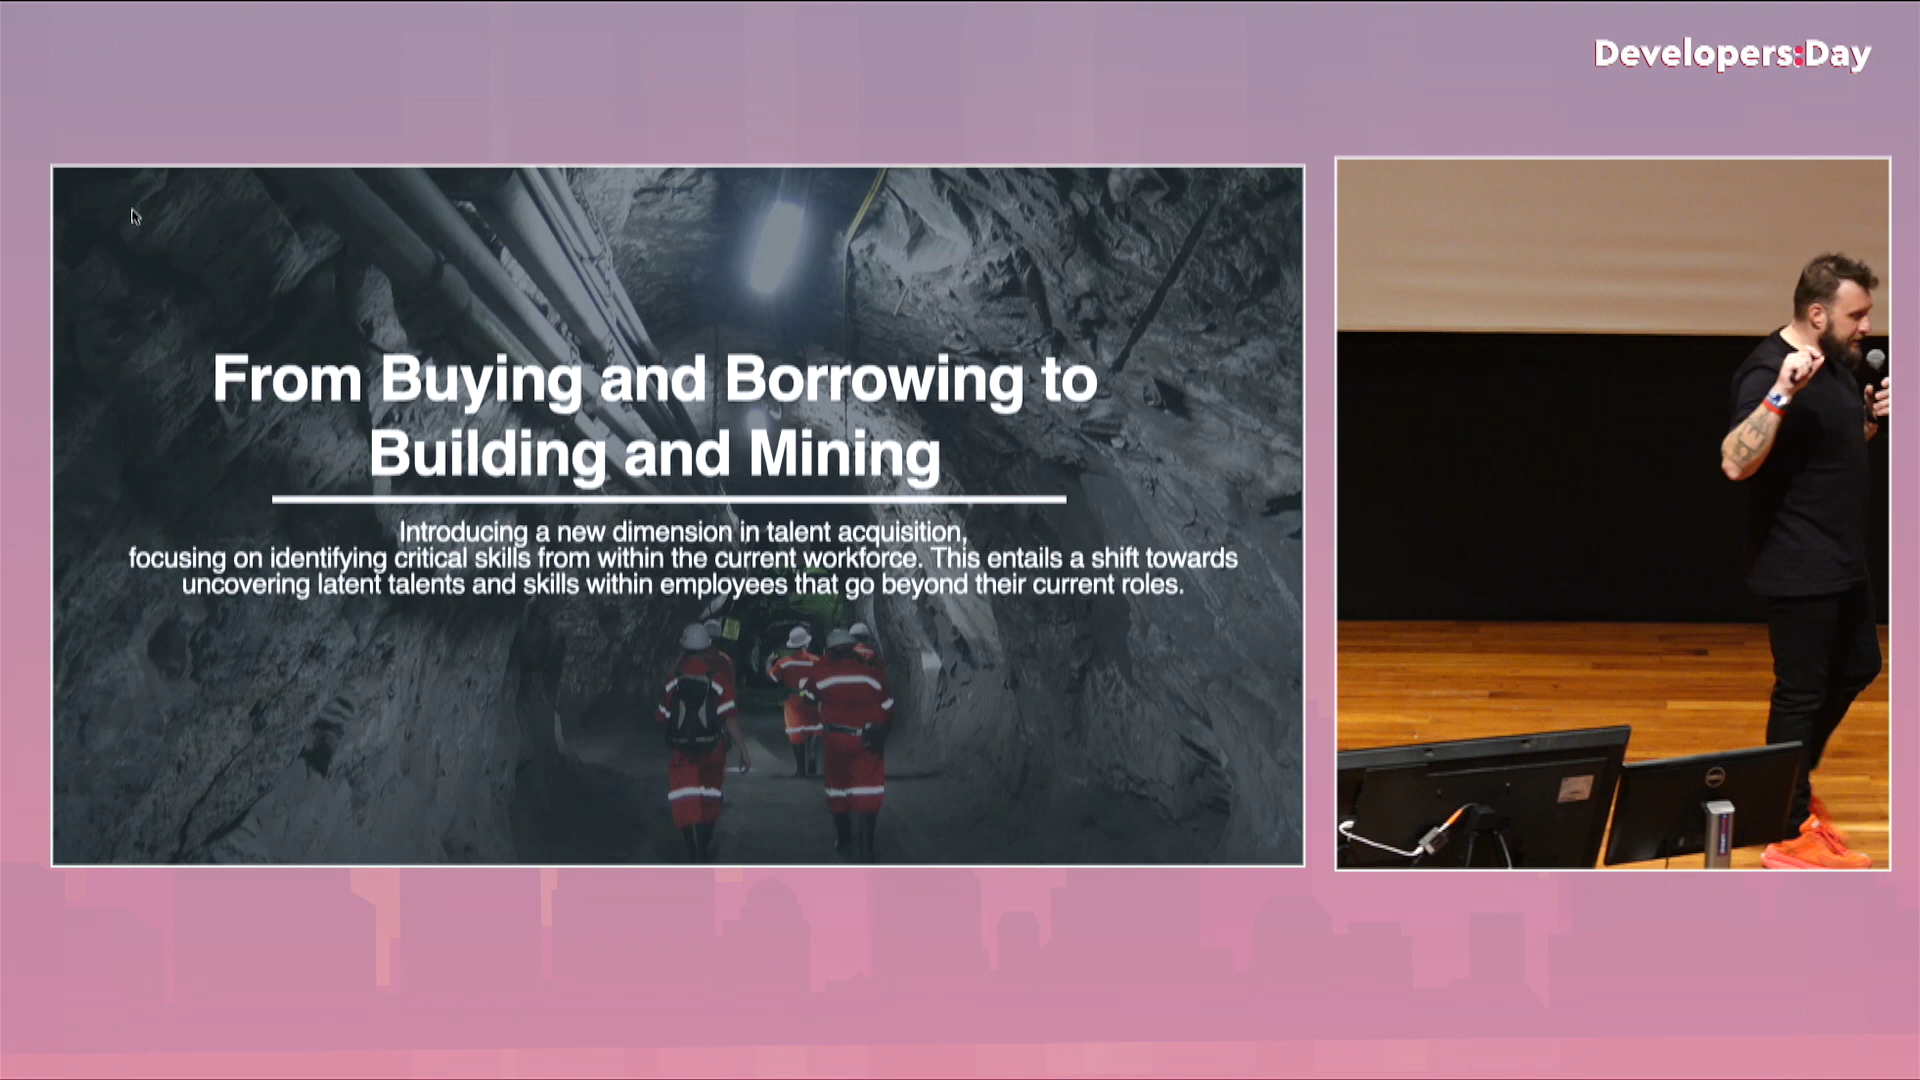 Developers:Day
From Buying and Borrowing to
Building and Mining
Introducing a new dimension in talent acquisition,
focusing on identifying critical skills from within the current workforce. This entails a shift towards
uncovering latent talents and skills within employees that go beyond their current roles.
DELL